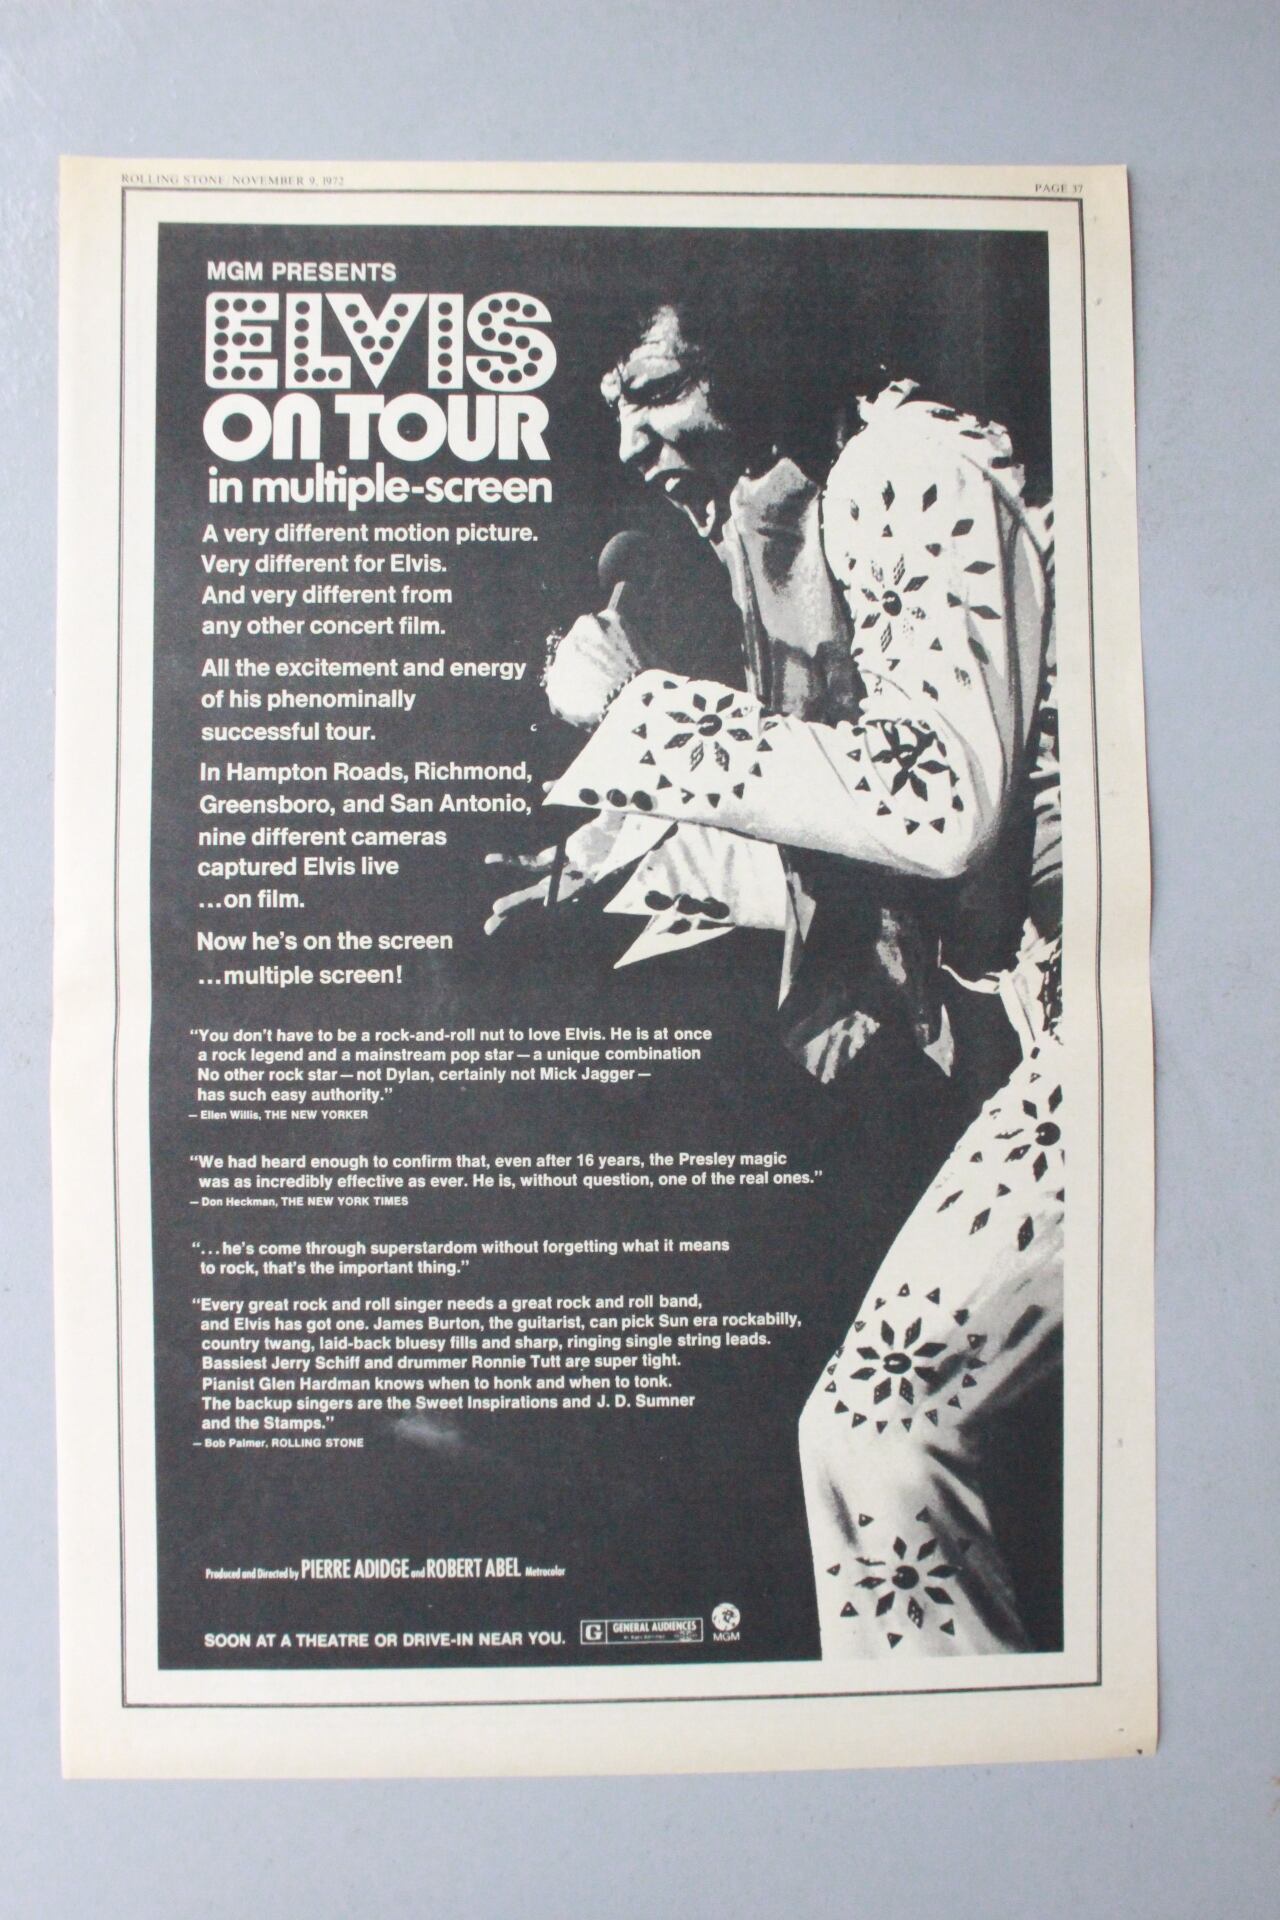 ROLLING STONE/NOVEMBER 9, 1972
PAGE 37
MGM PRESENTS
ELVIS
ON TOUR
in multiple-screen
A very different motion picture.
Very different for Elvis.
And very different from
any other concert film.
All the excitement and energy
of his phenominally
successful tour.
In Hampton Roads, Richmond,
Greensboro, and San Antonio,
nine different cameras
captured Elvis live
...on film.
Now he's on the screen
...multiple screen!
"You don't have to be a rock-and-roll nut to love Elvis. He is at once
a rock legend and a mainstream pop star—a unique combination
No other rock star—not Dylan, certainly not Mick Jagger—
has such easy authority."
— Ellen Willis, THE NEW YORKER
"We had heard enough to confirm that, even after 16 years, the Presley magic
was as incredibly effective as ever. He is, without question, one of the real ones."
— Don Heckman, THE NEW YORK TIMES
"...he's come through superstardom without forgetting what it means
to rock, that's the important thing."
"Every great rock and roll singer needs a great rock and roll band,
and Elvis has got one. James Burton, the guitarist, can pick Sun era rockabilly,
country twang, laid-back bluesy fills and sharp, ringing single string leads.
Bassiest Jerry Schiff and drummer Ronnie Tutt are super tight.
Pianist Glen Hardman knows when to honk and when to tonk.
The backup singers are the Sweet Inspirations and J. D. Sumner
and the Stamps."
— Bob Palmer, ROLLING STONE
Produced and Directed by PIERRE ADIDGE and ROBERT ABEL Metrocolor
SOON AT A THEATRE OR DRIVE-IN NEAR YOU.
G GENERAL AUDIENCES
MGM